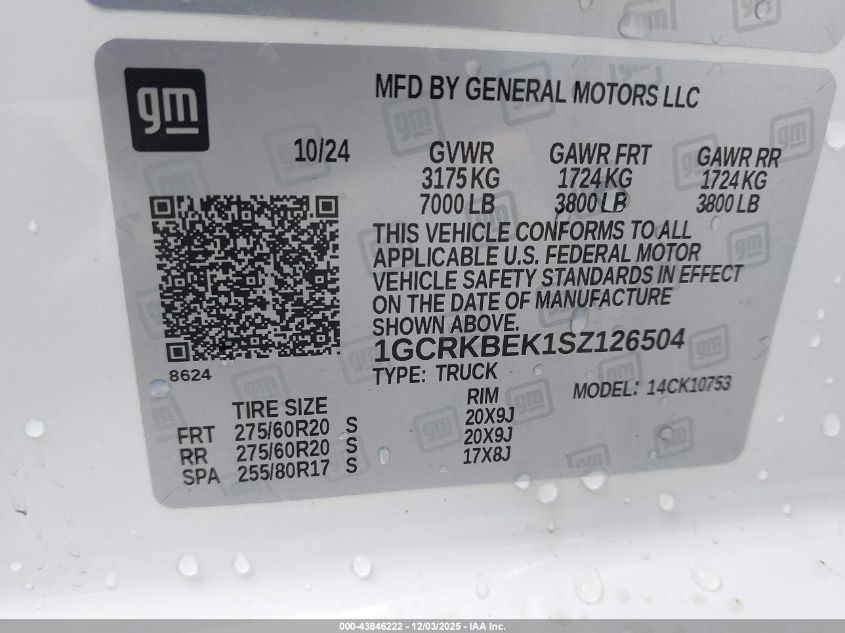 gm
MFD BY GENERAL MOTORS LLC
10/24
GVWR GAWR FRT GAWR RR
3175 KG 1724 KG 1724 KG
7000 LB 3800 LB 3800 LB
THIS VEHICLE CONFORMS TO ALL
APPLICABLE U.S. FEDERAL MOTOR
VEHICLE SAFETY STANDARDS IN EFFECT
ON THE DATE OF MANUFACTURE
SHOWN ABOVE.
1GCRKBEK1SZ126504
8624
TYPE: TRUCK
MODEL: 14CK10753
TIRE SIZE RIM
FRT 275/60R20 S 20X9J
RR 275/60R20 S 20X9J
SPA 255/80R17 S 17X8J
000-43846222 - 12/03/2025 - IAA Inc.